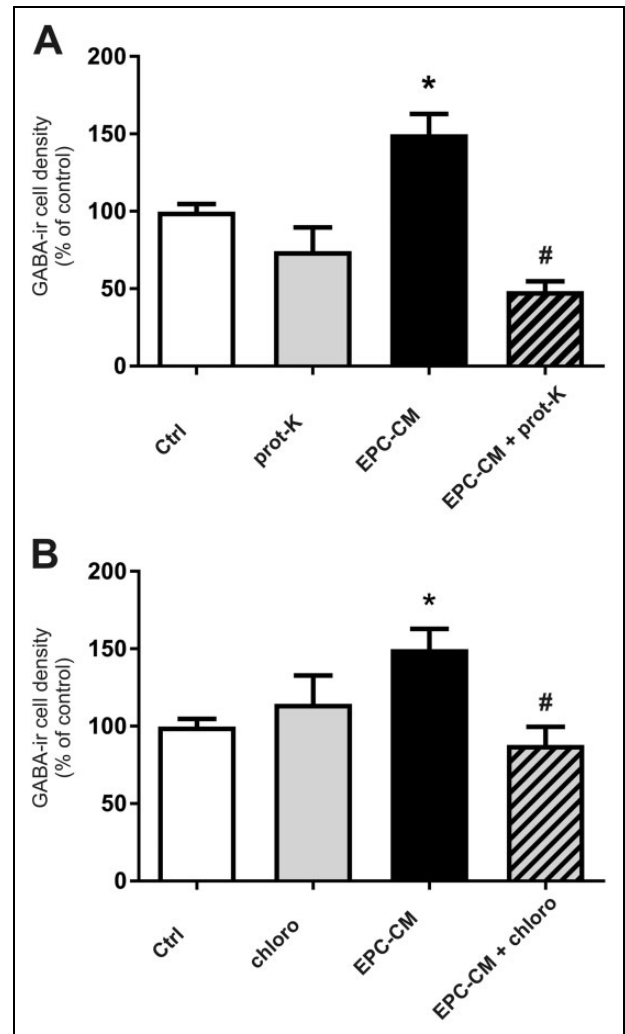 A
GABA-ir cell density
(% of control)
200
150
100
50
0
*
#
Ctrl
prot-K
EPC-CM
EPC-CM + prot-K
B
GABA-ir cell density
(% of control)
200
150
100
50
0
*
#
Ctrl
chloro
EPC-CM
EPC-CM + chloro